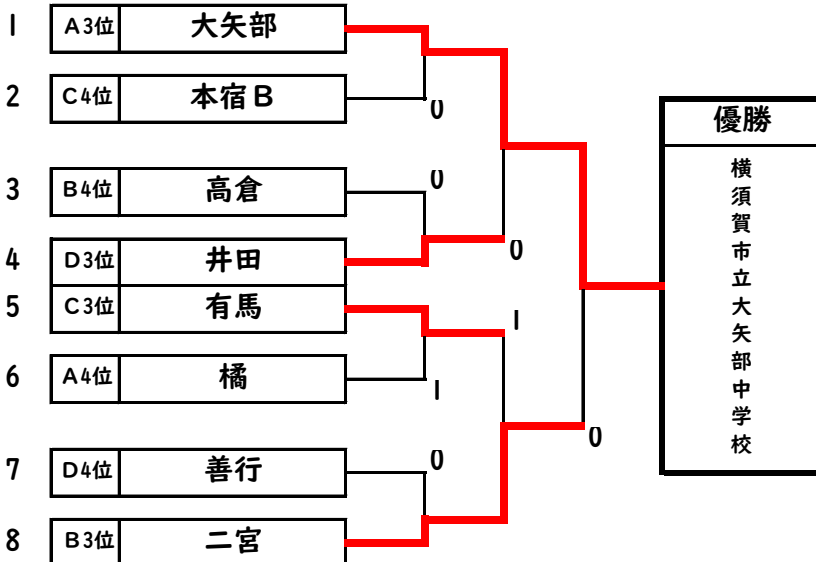 1 A3位 大矢部
2 C4位 本宿B
0
3 B4位 高倉
0
4 D3位 井田
0
5 C3位 有馬
1
6 A4位 橘
1
7 D4位 善行
0
8 B3位 二宮
0
優勝
横須賀市立大矢部中学校